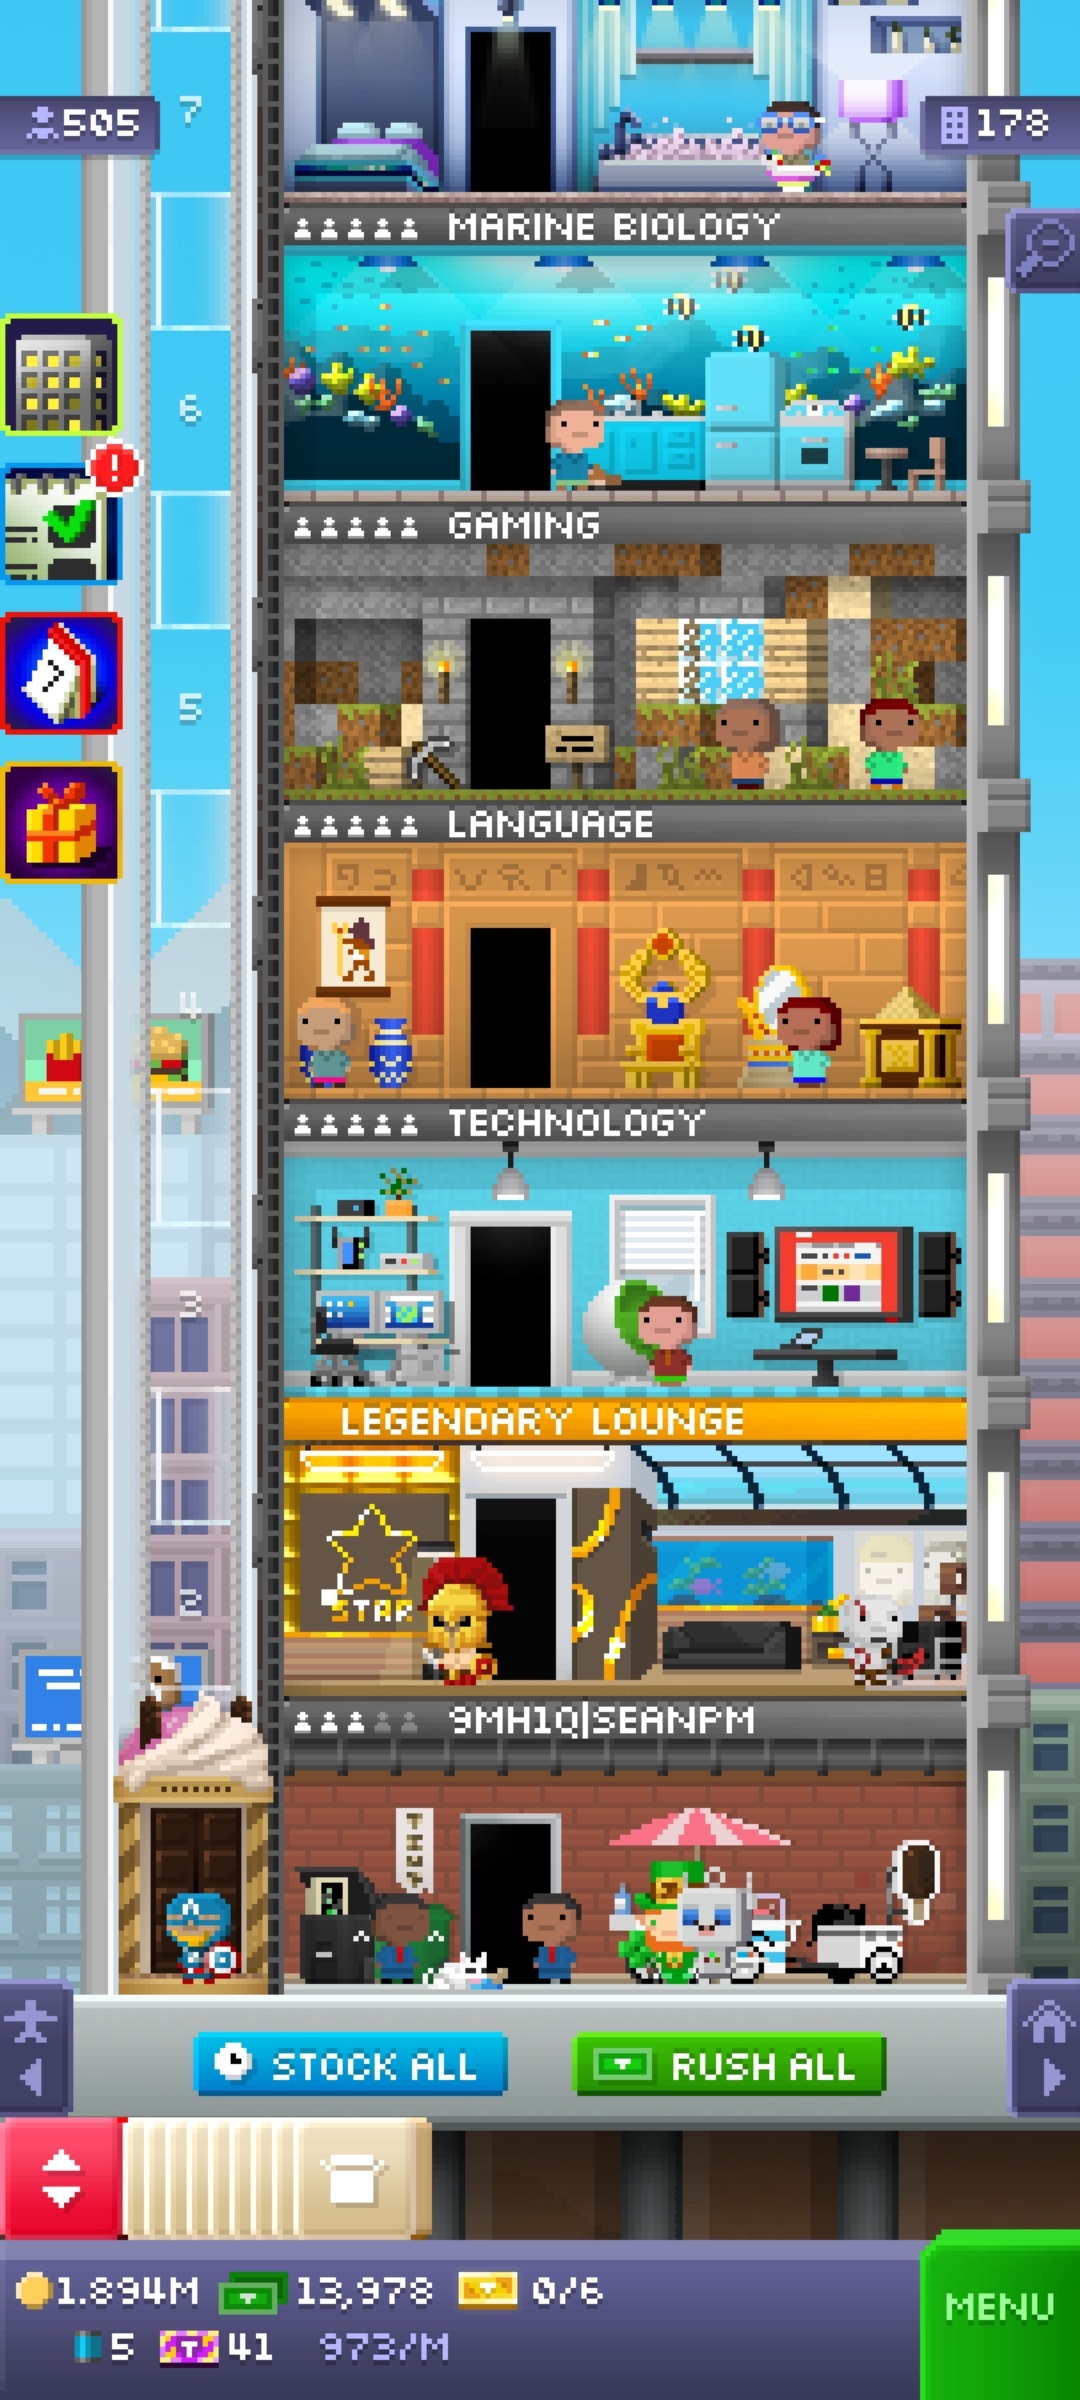 7
505
178
MARINE BIOLOGY
6
GAMING
7
5
LANGUAGE
4
TECHNOLOGY
3
LEGENDARY LOUNGE
STAR
2
9MH1Q|SEANPM
STOCK ALL
RUSH ALL
1.894M 13,978 0/6
MENU
5 T 41 973/M